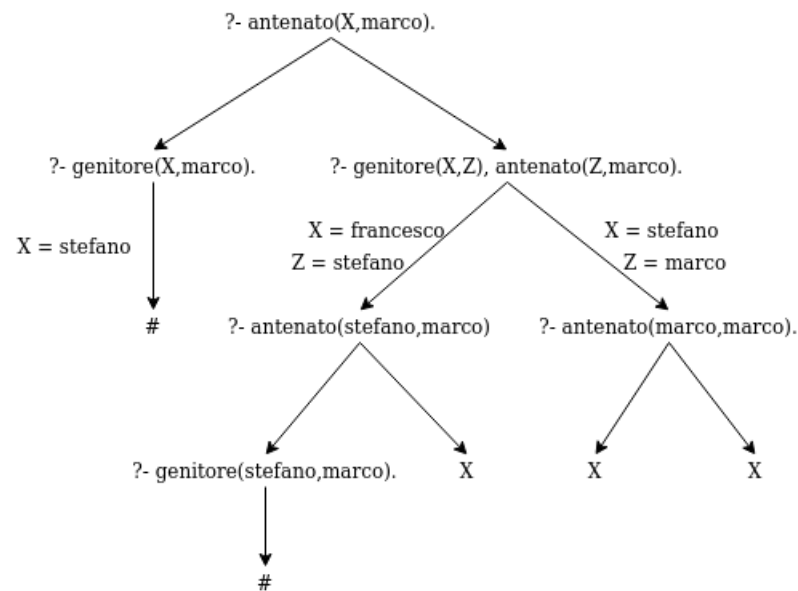 ?- antenato(X,marco).
?- genitore(X,marco).
?- genitore(X,Z), antenato(Z,marco).
X = stefano
X = francesco
Z = stefano
X = stefano
Z = marco
#
?- antenato(stefano,marco)
?- antenato(marco,marco).
?- genitore(stefano,marco).
X
X
X
#